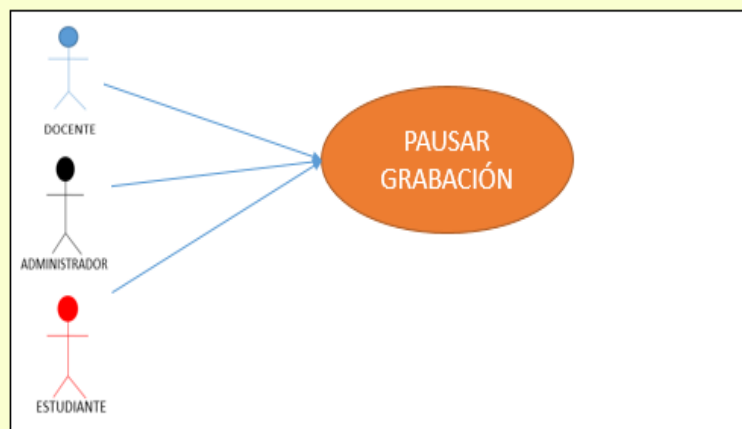 DOCENTE
PAUSAR
GRABACIÓN
ADMINISTRADOR
ESTUDIANTE